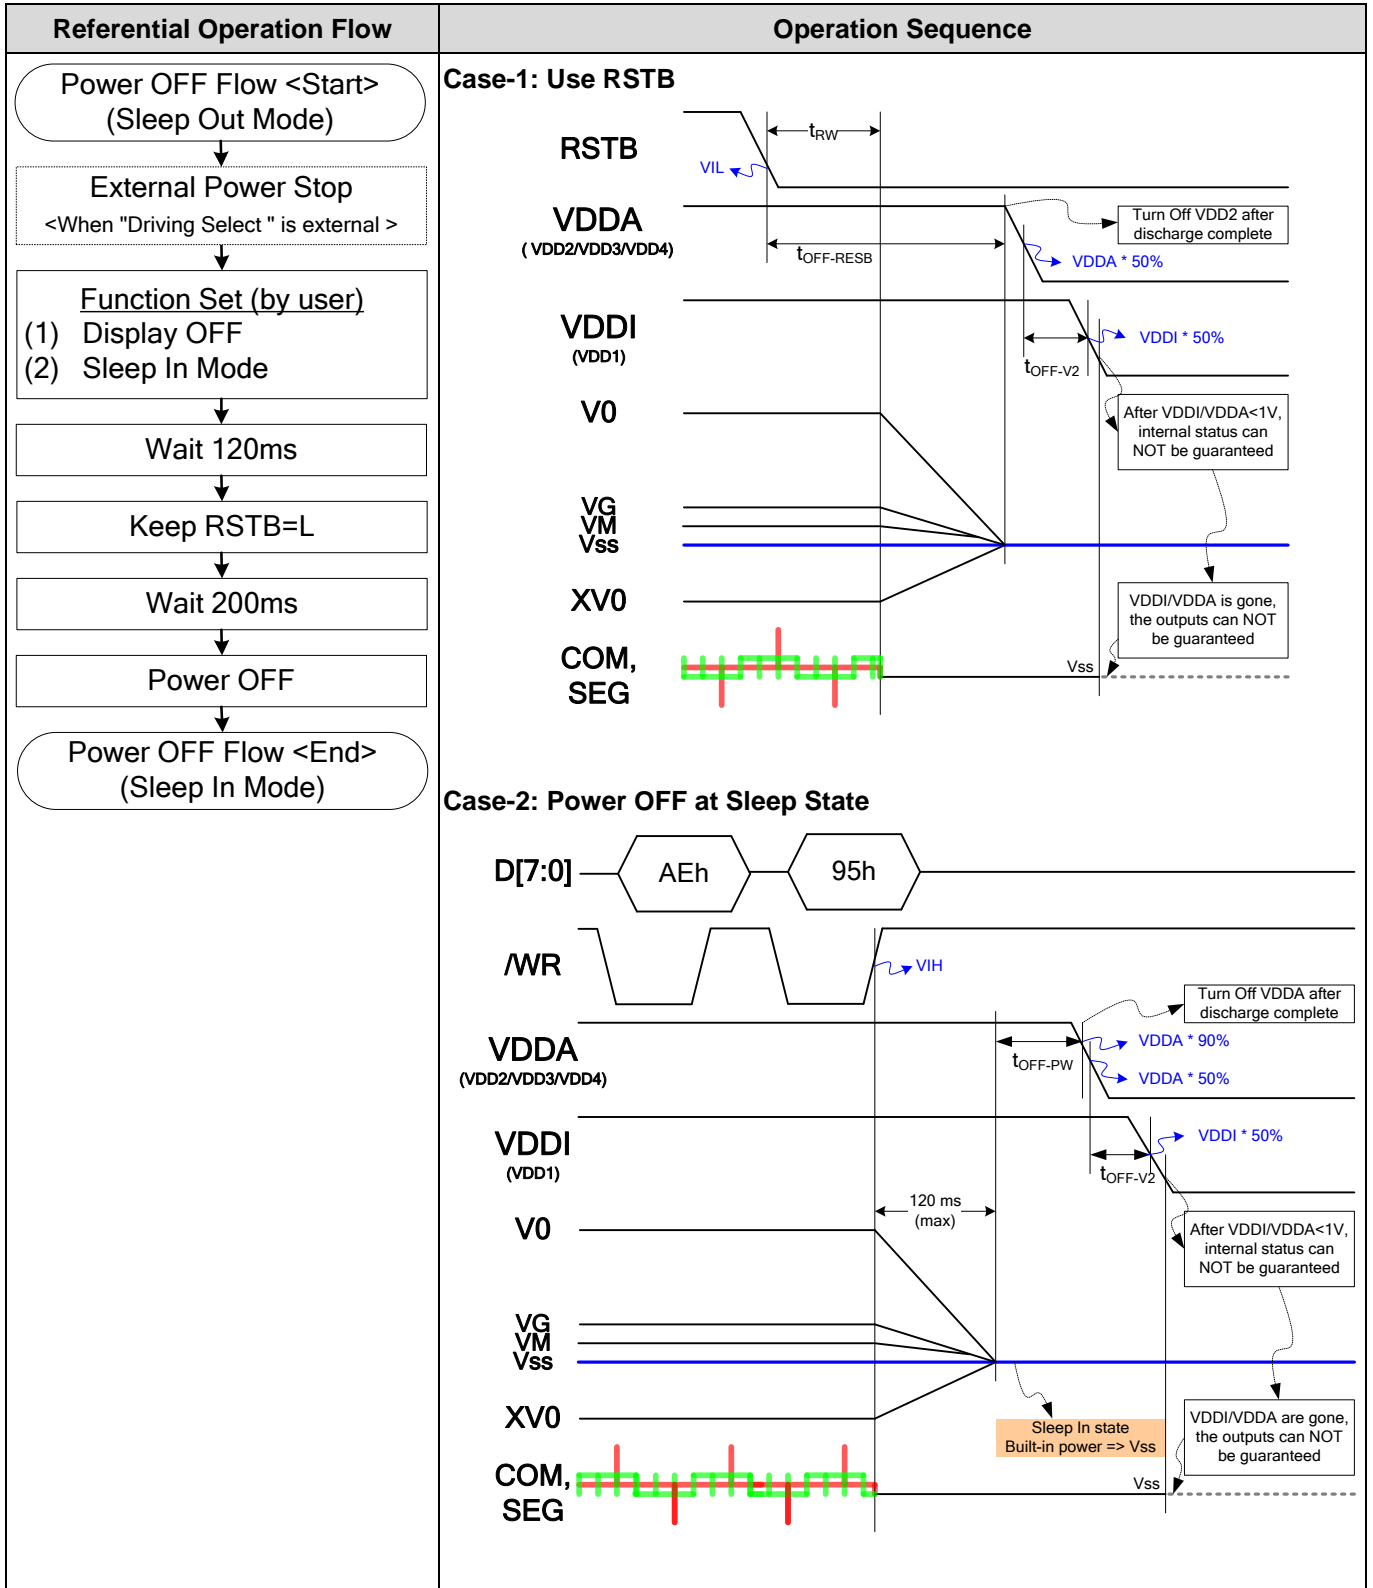 Referential Operation Flow
Operation Sequence
Power OFF Flow <Start>
(Sleep Out Mode)
External Power Stop
<When "Driving Select " is external >
Function Set (by user)
(1) Display OFF
(2) Sleep In Mode
Wait 120ms
Keep RSTB=L
Wait 200ms
Power OFF
Power OFF Flow <End>
(Sleep In Mode)
Case-1: Use RSTB
RSTB
tRW
VIL
VDDA
( VDD2/VDD3/VDD4)
tOFF-RESB
Turn Off VDD2 after
discharge complete
VDDA * 50%
VDDI
(VDD1)
tOFF-V2
VDDI * 50%
V0
After VDDI/VDDA<1V,
internal status can
NOT be guaranteed
VG
VM
Vss
XV0
VDDI/VDDA is gone,
the outputs can NOT
be guaranteed
COM,
SEG
Vss
Case-2: Power OFF at Sleep State
D[7:0]
AEh
95h
/WR
VIH
Turn Off VDDA after
discharge complete
VDDA
(VDD2/VDD3/VDD4)
tOFF-PW
VDDA * 90%
VDDA * 50%
VDDI
(VDD1)
tOFF-V2
VDDI * 50%
120 ms
(max)
V0
After VDDI/VDDA<1V,
internal status can
NOT be guaranteed
VG
VM
Vss
XV0
Sleep In state
Built-in power => Vss
VDDI/VDDA are gone,
the outputs can NOT
be guaranteed
COM,
SEG
Vss